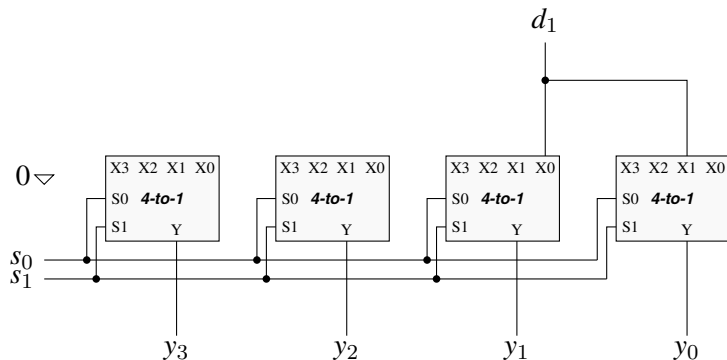 d1
X3 X2 X1 X0 X3 X2 X1 X0 X3 X2 X1 X0 X3 X2 X1 X0
0
S0 4-to-1 S0 4-to-1 S0 4-to-1 S0 4-to-1
S1 Y S1 Y S1 Y S1 Y
s0
s1
y3 y2 y1 y0